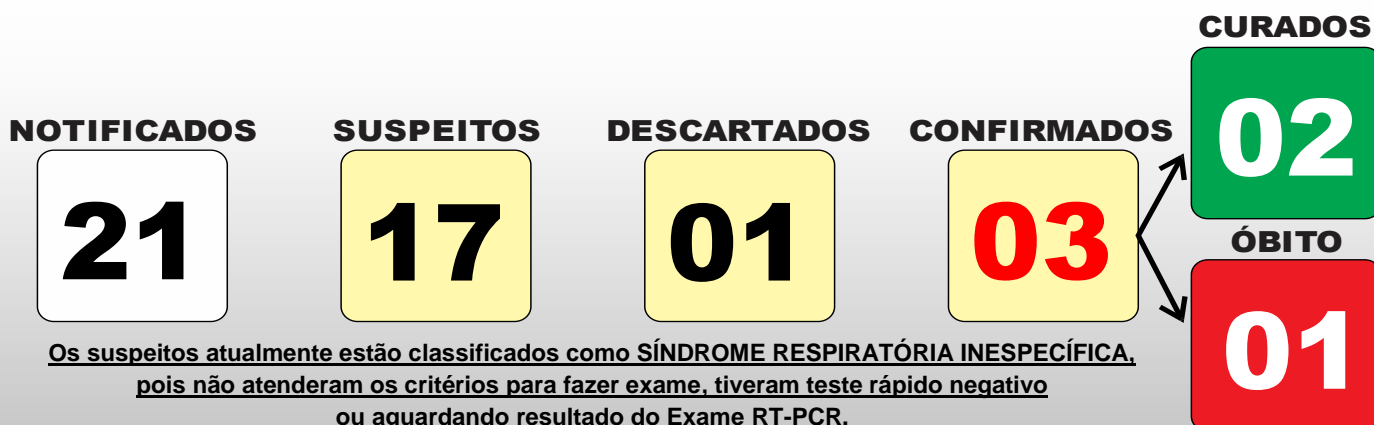 CURADOS
02
NOTIFICADOS
21
SUSPEITOS
17
DESCARTADOS
01
CONFIRMADOS
03
ÓBITO
01
Os suspeitos atualmente estão classificados como SÍNDROME RESPIRATÓRIA INESPECÍFICA,
pois não atenderam os critérios para fazer exame, tiveram teste rápido negativo
ou aguardando resultado do Exame RT-PCR.